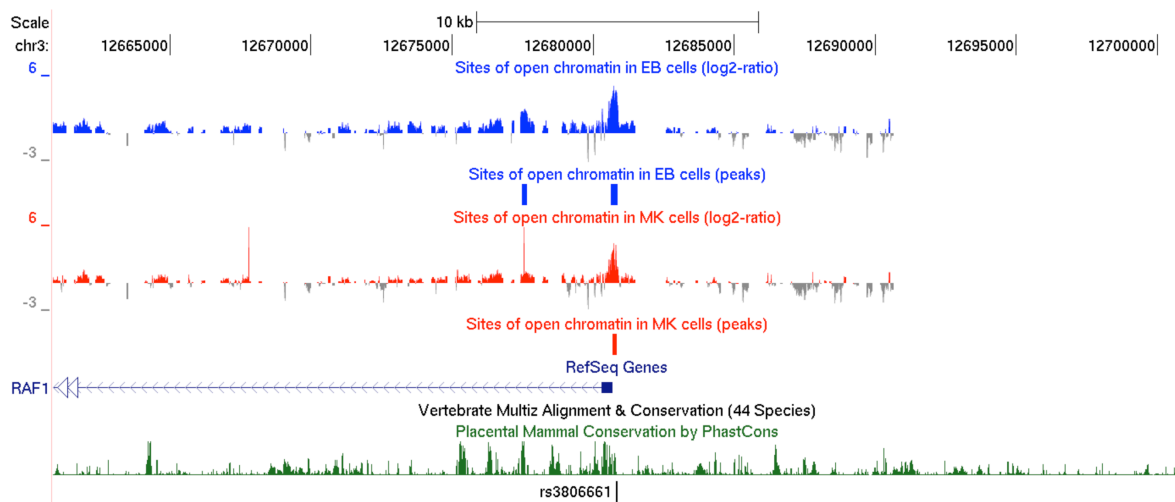 Scale 10 kb
chr3: 12665000 12670000 12675000 12680000 12685000 12690000 12695000 12700000
Sites of open chromatin in EB cells (log2-ratio)
6
-3
Sites of open chromatin in EB cells (peaks)
Sites of open chromatin in MK cells (log2-ratio)
6
-3
Sites of open chromatin in MK cells (peaks)
RefSeq Genes
RAF1
Vertebrate Multiz Alignment & Conservation (44 Species)
Placental Mammal Conservation by PhastCons
rs3806661